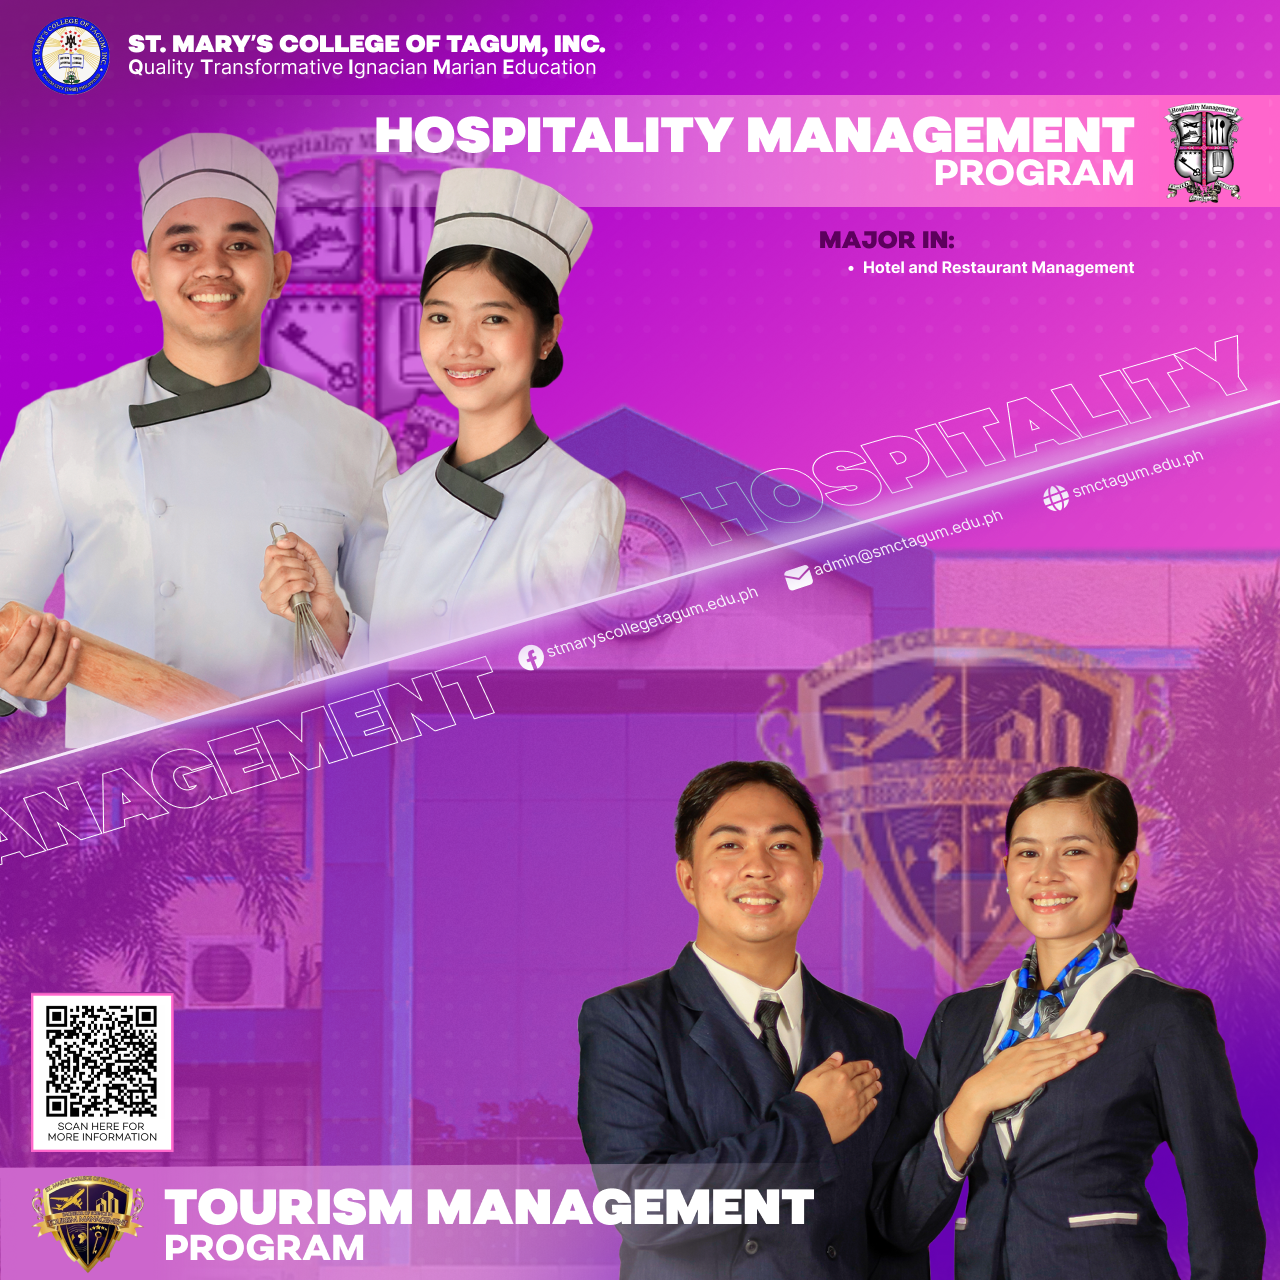 ST. MARY'S COLLEGE OF TAGUM, INC.
Quality Transformative Ignacian Marian Education
HOSPITALITY MANAGEMENT
PROGRAM
Hospitality Management
MAJOR IN:
• Hotel and Restaurant Management
HOSPITALITY
smctagum.edu.ph
admin@smctagum.edu.ph
stmaryscollegetagum.edu.ph
ANAGEMENT
SCAN HERE FOR
MORE INFORMATION
TOURISM MANAGEMENT
PROGRAM